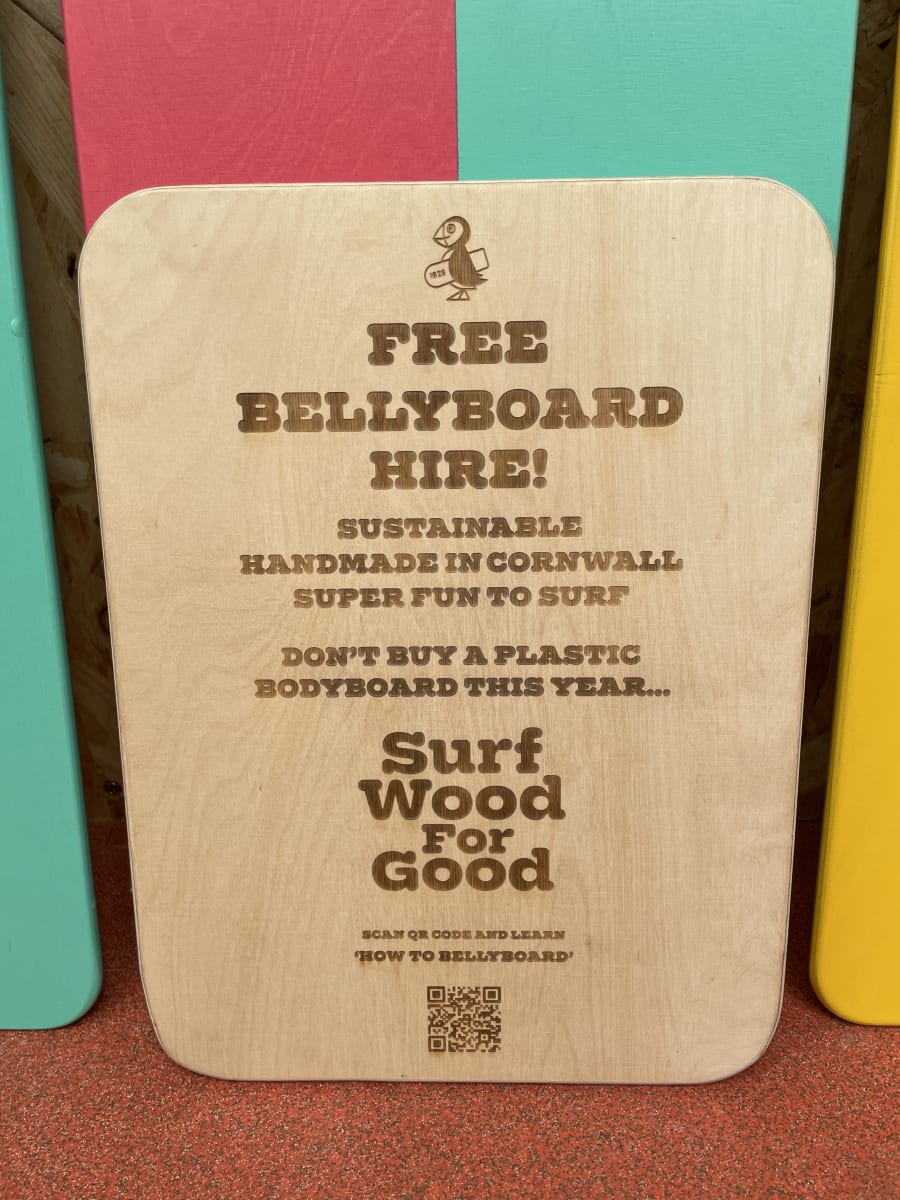 1929
FREE
BELLYBOARD
HIRE!
SUSTAINABLE
HANDMADE IN CORNWALL
SUPER FUN TO SURF
DON'T BUY A PLASTIC
BODYBOARD THIS YEAR...
Surf
Wood
For
Good
SCAN QR CODE AND LEARN
'HOW TO BELLYBOARD'